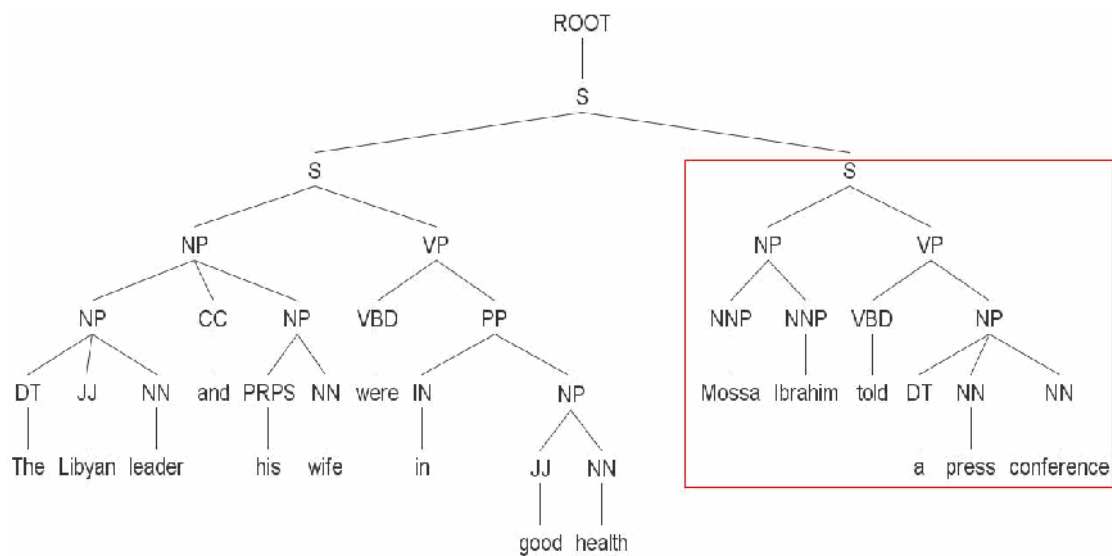 ROOT
S
S S
NP VP NP VP
NP CC NP VBD PP NNP NNP VBD NP
DT JJ NN and PRPS NN were IN NP Mossa Ibrahim told DT NN NN
The Libyan leader his wife in JJ NN a press conference
good health